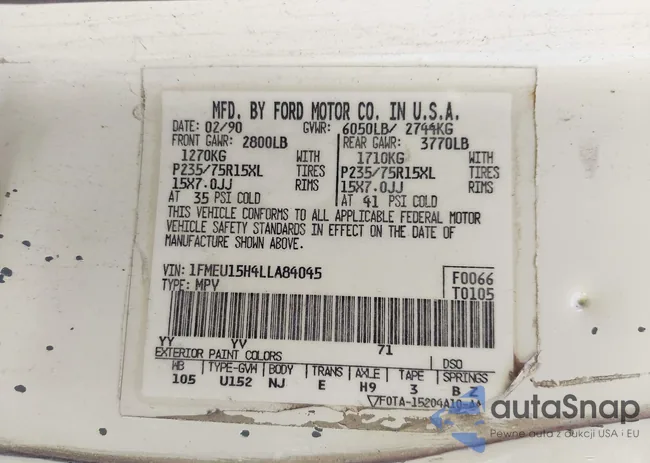 MFD. BY FORD MOTOR CO. IN U.S.A.
DATE: 02/90 GVWR: 6050LB/ 2744KG
FRONT GAWR: 2800LB REAR GAWR: 3770LB
1270KG WITH 1710KG WITH
P235/75R15XL TIRES P235/75R15XL TIRES
15X7.0JJ RIMS 15X7.0JJ RIMS
AT 35 PSI COLD AT 41 PSI COLD
THIS VEHICLE CONFORMS TO ALL APPLICABLE FEDERAL MOTOR
VEHICLE SAFETY STANDARDS IN EFFECT ON THE DATE OF
MANUFACTURE SHOWN ABOVE.
VIN: 1FMEU15H4LLA84045 F0066
TYPE: MPV T0105
YY YV 71
EXTERIOR PAINT COLORS DSO
WB TYPE-GVW BODY TRANS AXLE TAPE SPRINGS
105 U152 NJ E H9 3 B Z
F0TA-15204A10-AA
autoSnap
Pewne auta z aukcji USA i EU